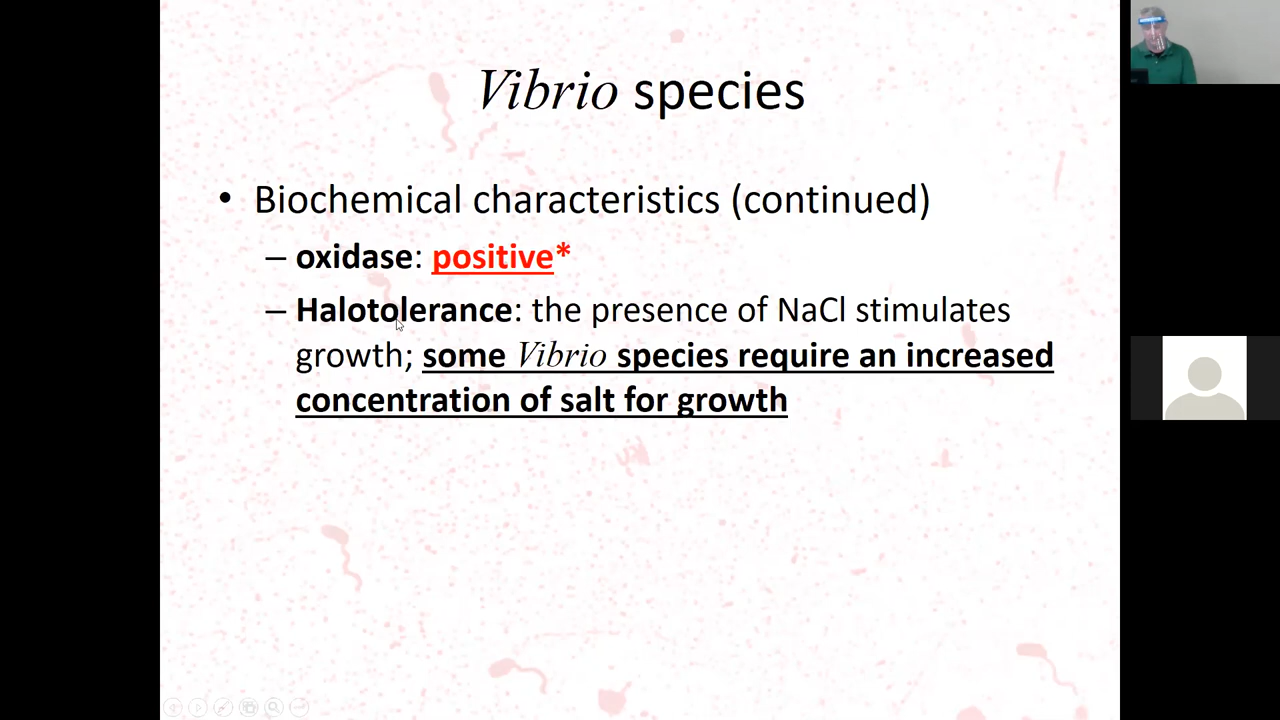 Vibrio species
• Biochemical characteristics (continued)
– oxidase: positive*
– Halotolerance: the presence of NaCl stimulates
growth; some Vibrio species require an increased
concentration of salt for growth